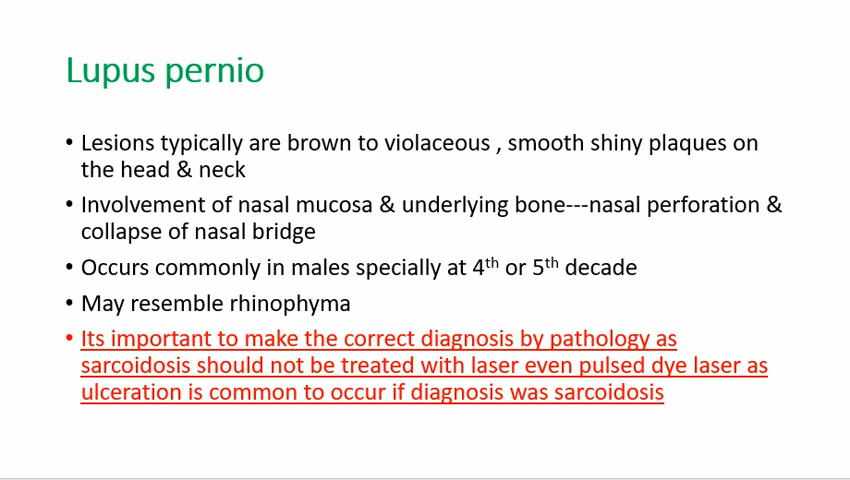 Lupus pernio
• Lesions typically are brown to violaceous , smooth shiny plaques on
the head & neck
• Involvement of nasal mucosa & underlying bone---nasal perforation &
collapse of nasal bridge
• Occurs commonly in males specially at 4th or 5th decade
• May resemble rhinophyma
• Its important to make the correct diagnosis by pathology as
sarcoidosis should not be treated with laser even pulsed dye laser as
ulceration is common to occur if diagnosis was sarcoidosis